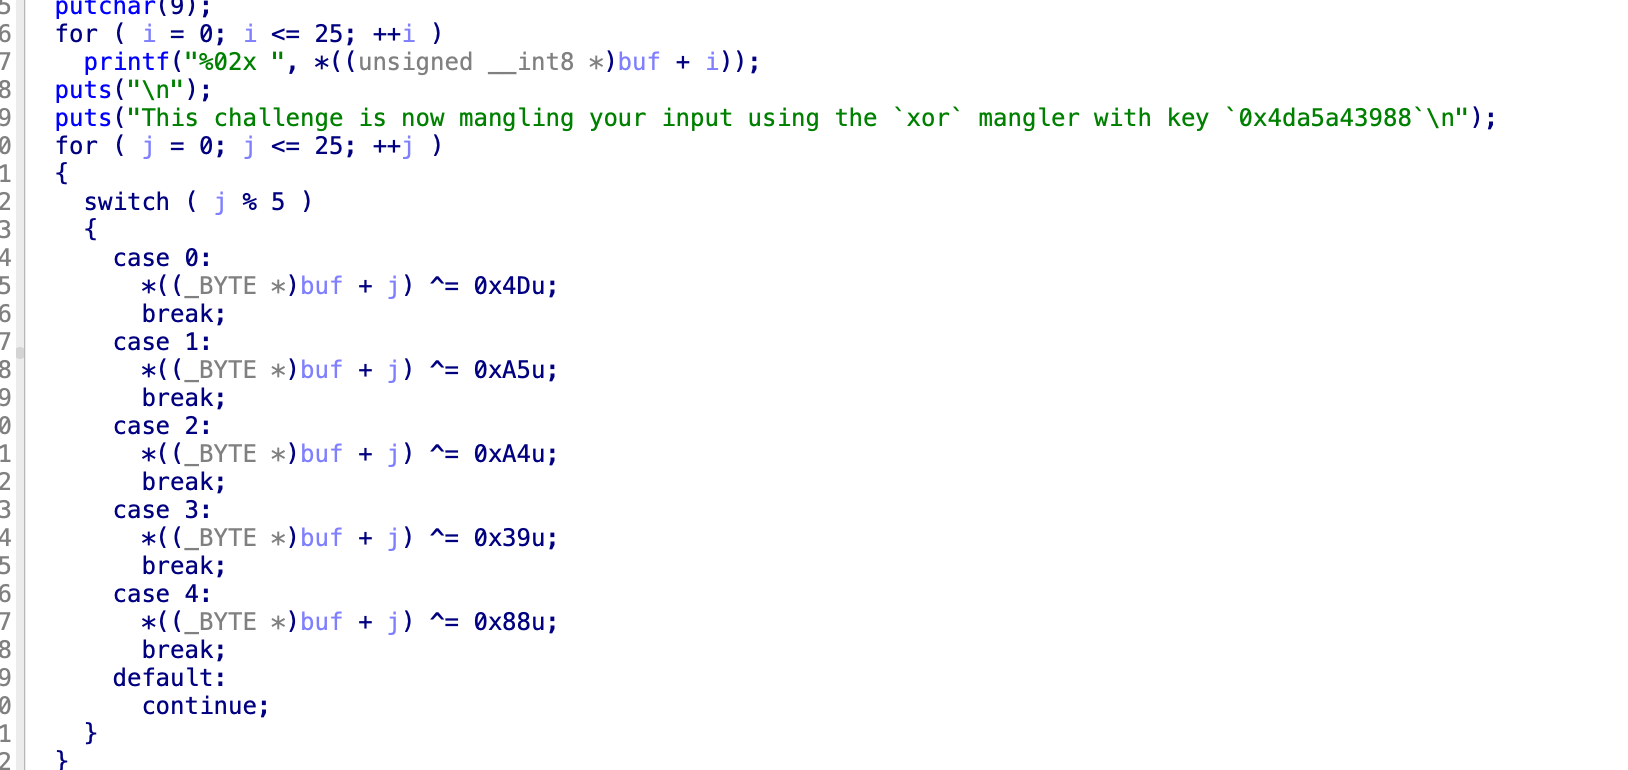 5 putchar(9);
6 for ( i = 0; i <= 25; ++i )
7 printf("%02x ", *((unsigned __int8 *)buf + i));
8 puts("\n");
9 puts("This challenge is now mangling your input using the `xor` mangler with key `0x4da5a43988`\n");
0 for ( j = 0; j <= 25; ++j )
1 {
2 switch ( j % 5 )
3 {
4 case 0:
5 *((_BYTE *)buf + j) ^= 0x4Du;
6 break;
7 case 1:
8 *((_BYTE *)buf + j) ^= 0xA5u;
9 break;
0 case 2:
1 *((_BYTE *)buf + j) ^= 0xA4u;
2 break;
3 case 3:
4 *((_BYTE *)buf + j) ^= 0x39u;
5 break;
6 case 4:
7 *((_BYTE *)buf + j) ^= 0x88u;
8 break;
9 default:
0 continue;
1 }
2 }